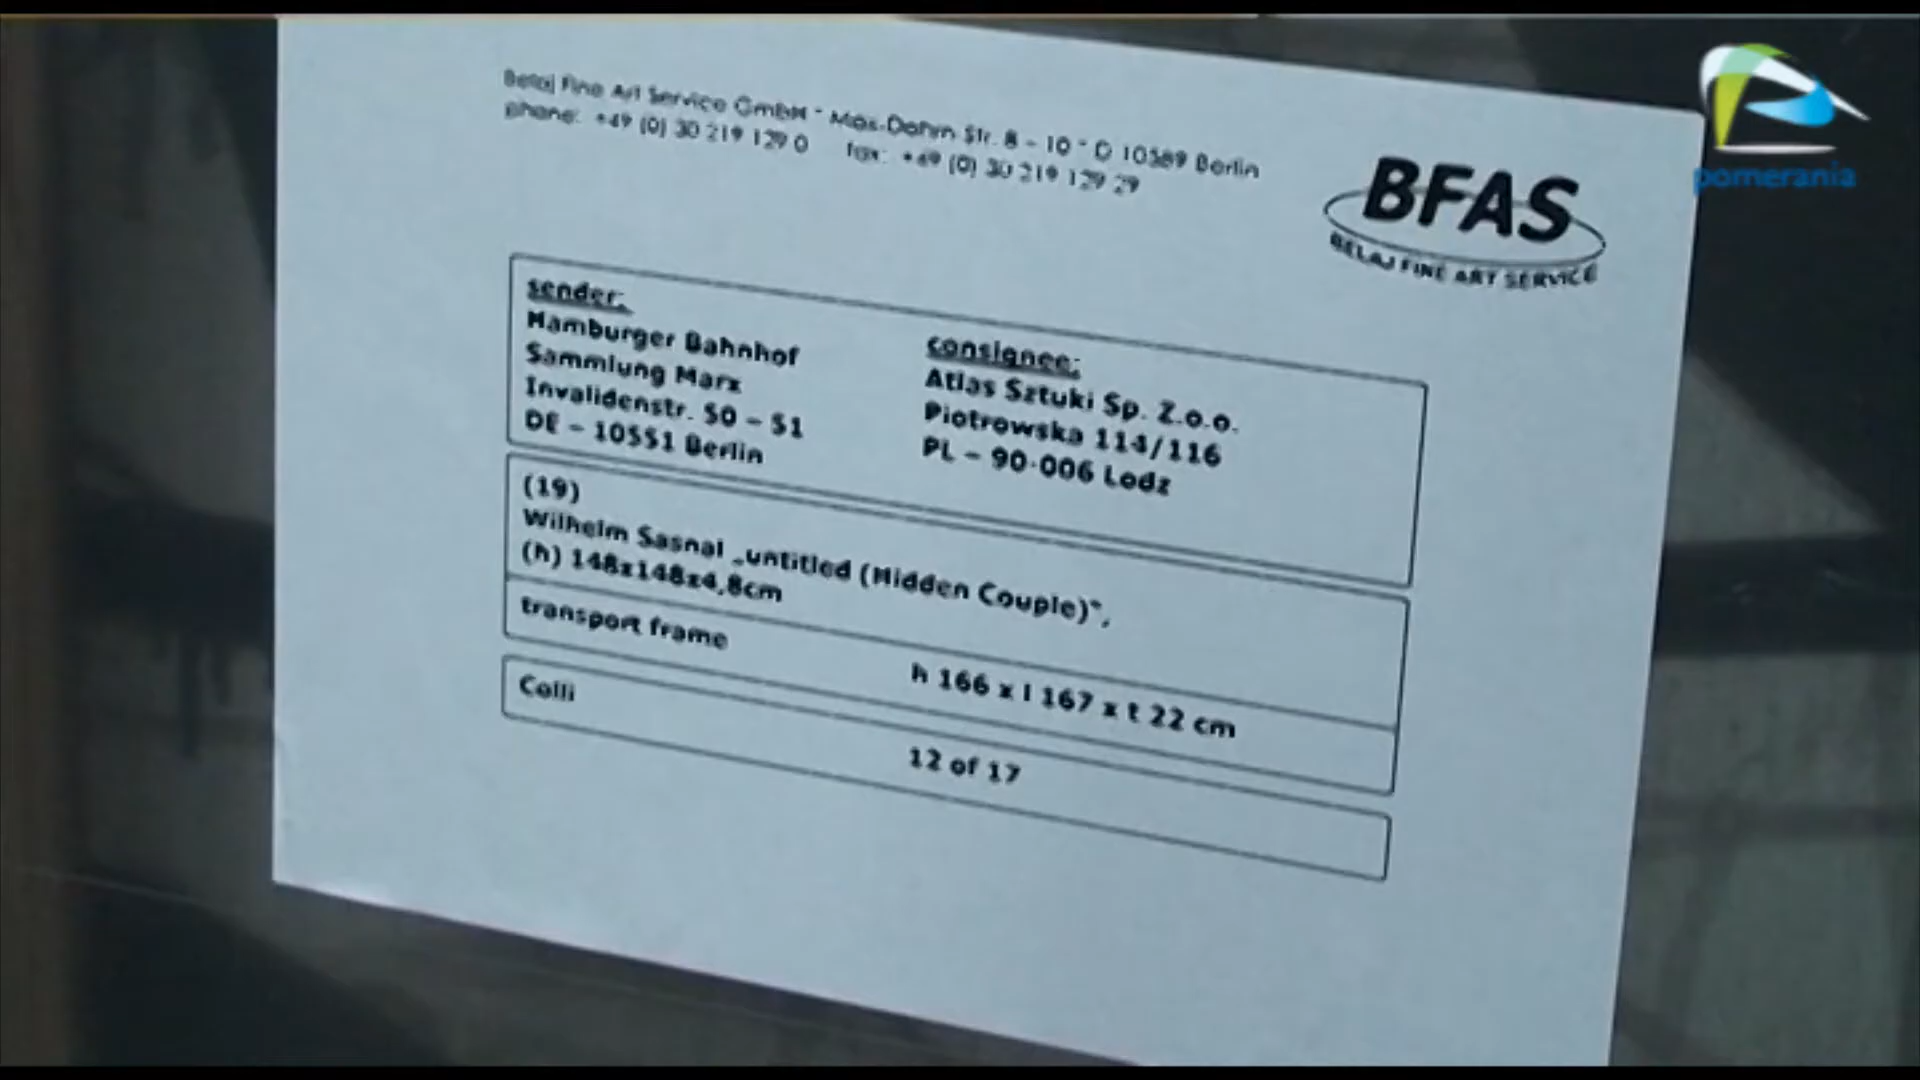 Belaj Fine Art Service GmbH - Max-Dohrn Str. 8 - 10 - D 10589 Berlin
phone: +49 (0) 30 219 129 0 fax: +49 (0) 30 219 129 29
BFAS
BELAJ FINE ART SERVICE
pomerania
sender:
Hamburger Bahnhof
Sammlung Marx
Invalidenstr. 50 – 51
DE – 10551 Berlin
consignee:
Atlas Sztuki Sp. Z.o.o.
Piotrowska 114/116
PL – 90-006 Lodz
(19)
Wilhelm Sasnal „untitled (Hidden Couple)“,
(h) 148x148x4,8cm
transport frame h 166 x l 167 x t 22 cm
Colli 12 of 17